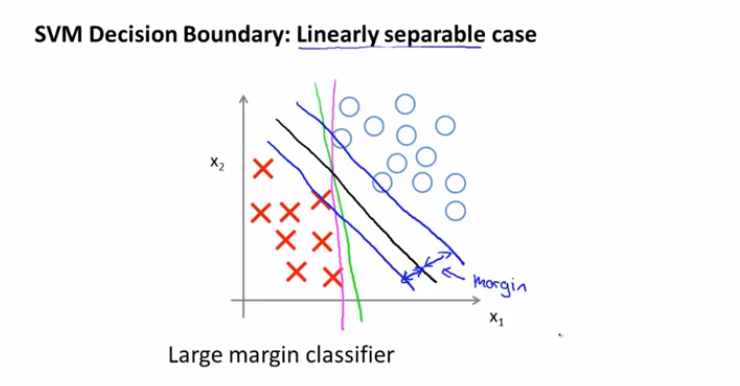 SVM Decision Boundary: Linearly separable case
x₂
margin
x₁
Large margin classifier